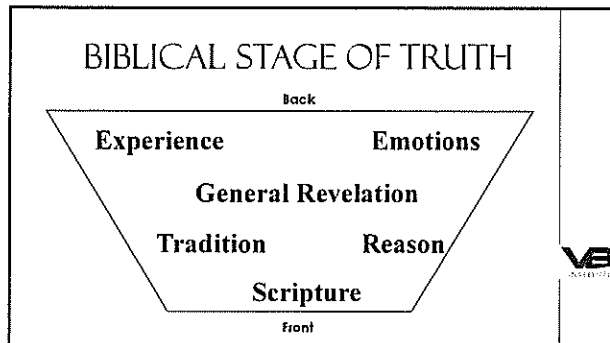 BIBLICAL STAGE OF TRUTH
Back
Experience Emotions
General Revelation
Tradition Reason
Scripture
Front